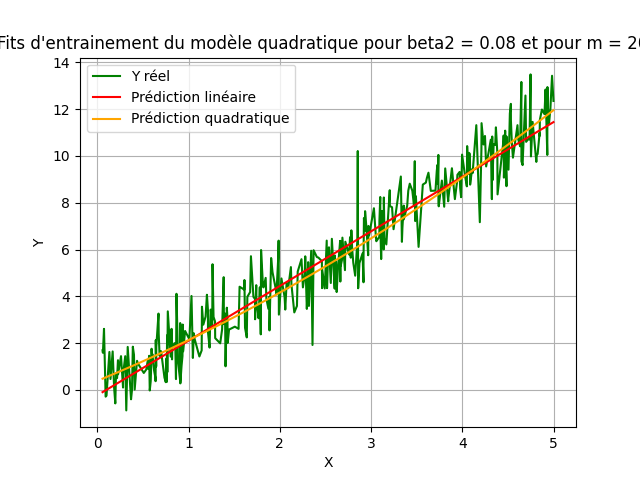 Fits d'entrainement du modèle quadratique pour beta2 = 0.08 et pour m = 20
Y réel
Prédiction linéaire
Prédiction quadratique
14
12
10
8
6
4
2
0
Y
0 1 2 3 4 5
X